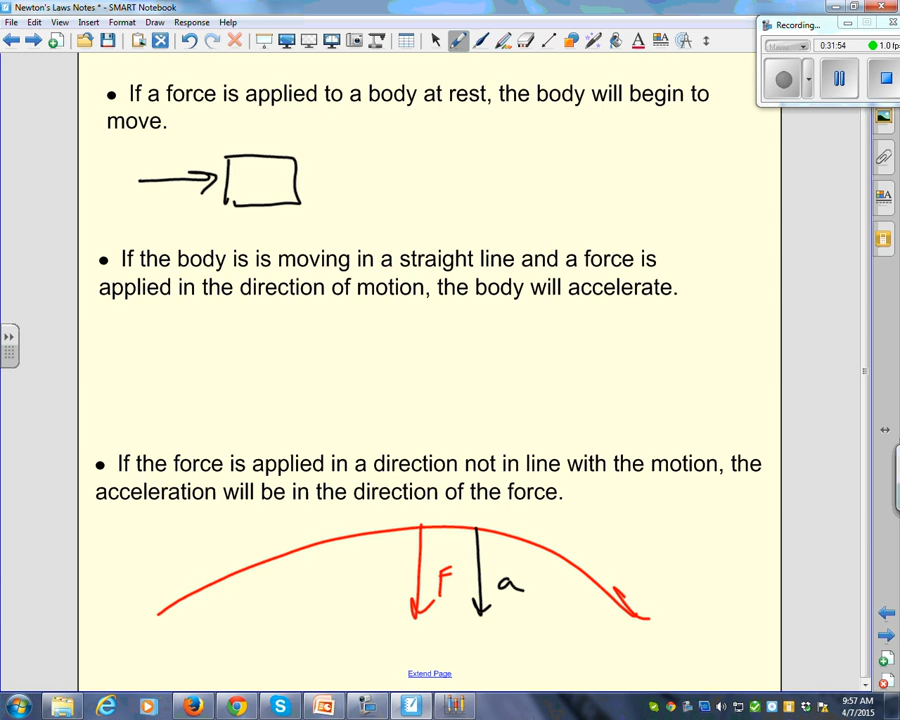 Newton's Laws Notes * - SMART Notebook
File Edit View Insert Format Draw Response Help
Recording...
Menu
0:31:54
1.0 fps
• If a force is applied to a body at rest, the body will begin to
move.
• If the body is is moving in a straight line and a force is
applied in the direction of motion, the body will accelerate.
• If the force is applied in a direction not in line with the motion, the
acceleration will be in the direction of the force.
F
a
Extend Page
9:57 AM
4/7/2015